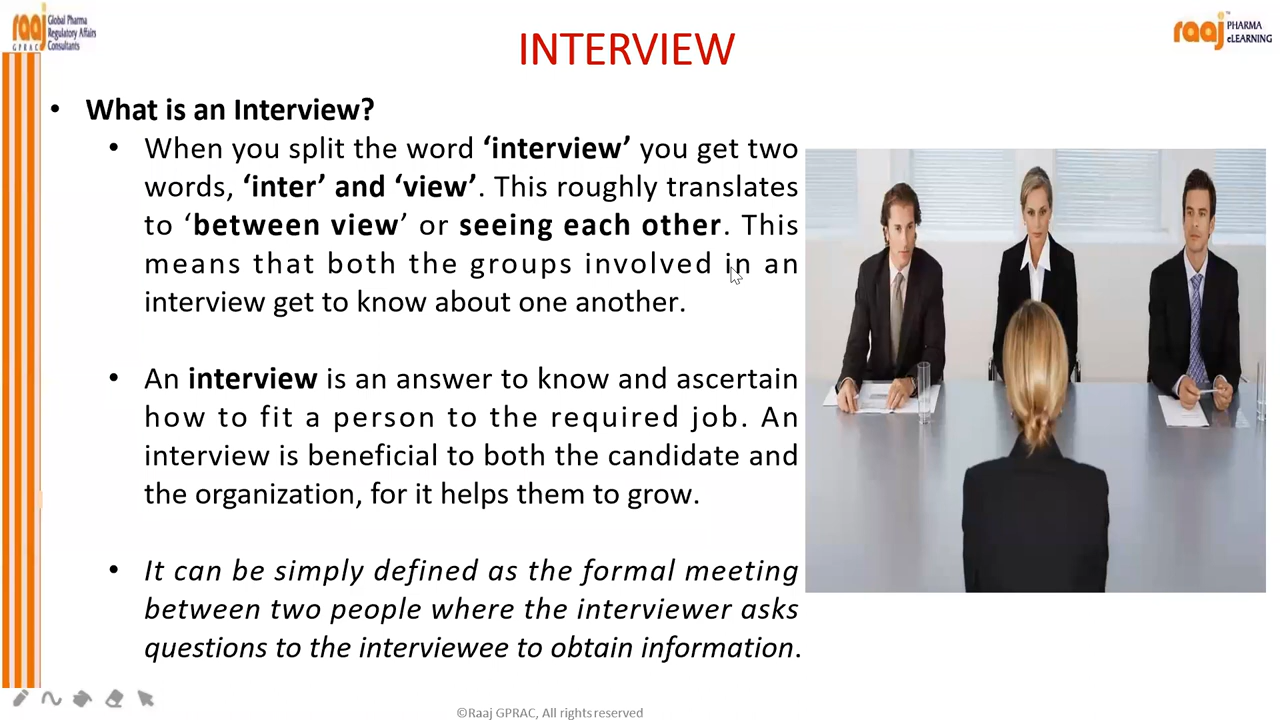 raaj
GPRAC
Global Pharma
Regulatory Affairs
Consultants
INTERVIEW
raaj
PHARMA
eLEARNING
• What is an Interview?
• When you split the word ‘interview’ you get two
words, ‘inter’ and ‘view’. This roughly translates
to ‘between view’ or seeing each other. This
means that both the groups involved in an
interview get to know about one another.
• An interview is an answer to know and ascertain
how to fit a person to the required job. An
interview is beneficial to both the candidate and
the organization, for it helps them to grow.
• It can be simply defined as the formal meeting
between two people where the interviewer asks
questions to the interviewee to obtain information.
©Raaj GPRAC, All rights reserved